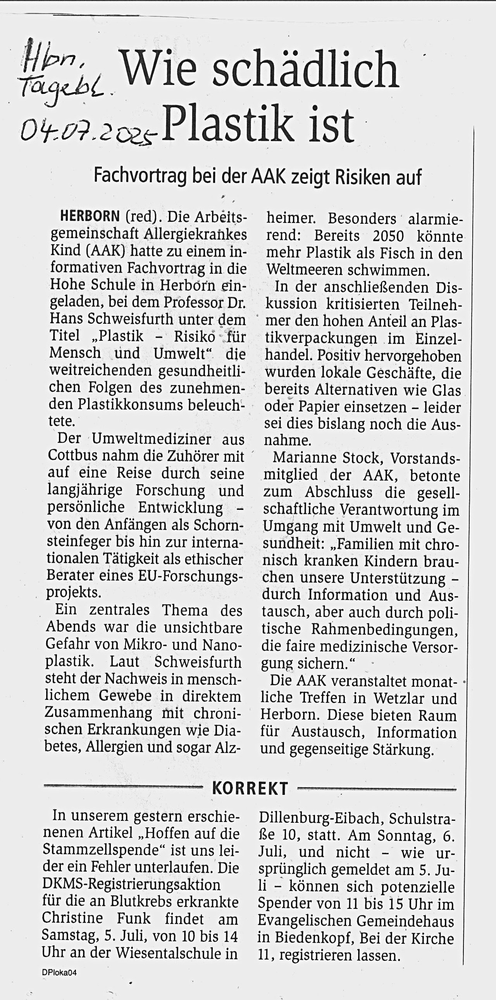 Hbn.
Tagebl.
04.07.2025
Wie schädlich
Plastik ist
Fachvortrag bei der AAK zeigt Risiken auf
HERBORN (red). Die Arbeits-
gemeinschaft Allergiekrankes
Kind (AAK) hatte zu einem in-
formativen Fachvortrag in die
Hohe Schule in Herborn ein-
geladen, bei dem Professor Dr.
Hans Schweisfurth unter dem
Titel „Plastik – Risiko für
Mensch und Umwelt“ die
weitreichenden gesundheitli-
chen Folgen des zunehmen-
den Plastikkonsums beleuch-
tete.
Der Umweltmediziner aus
Cottbus nahm die Zuhörer mit
auf eine Reise durch seine
langjährige Forschung und
persönliche Entwicklung –
von den Anfängen als Schorn-
steinfeger bis hin zur interna-
tionalen Tätigkeit als ethischer
Berater eines EU-Forschungs-
projekts.
Ein zentrales Thema des
Abends war die unsichtbare
Gefahr von Mikro- und Nano-
plastik. Laut Schweisfurth
steht der Nachweis in mensch-
lichem Gewebe in direktem
Zusammenhang mit chroni-
schen Erkrankungen wie Dia-
betes, Allergien und sogar Alz-
heimer. Besonders alarmie-
rend: Bereits 2050 könnte
mehr Plastik als Fisch in den
Weltmeeren schwimmen.
In der anschließenden Dis-
kussion kritisierten Teilneh-
mer den hohen Anteil an Plas-
tikverpackungen im Einzel-
handel. Positiv hervorgehoben
wurden lokale Geschäfte, die
bereits Alternativen wie Glas
oder Papier einsetzen – leider
sei dies bislang noch die Aus-
nahme.
Marianne Stock, Vorstands-
mitglied der AAK, betonte
zum Abschluss die gesell-
schaftliche Verantwortung im
Umgang mit Umwelt und Ge-
sundheit: „Familien mit chro-
nisch kranken Kindern brau-
chen unsere Unterstützung –
durch Information und Aus-
tausch, aber auch durch poli-
tische Rahmenbedingungen,
die faire medizinische Versor-
gung sichern.“
Die AAK veranstaltet monat-
liche Treffen in Wetzlar und
Herborn. Diese bieten Raum
für Austausch, Information
und gegenseitige Stärkung.
KORREKT
In unserem gestern erschie-
nenen Artikel „Hoffen auf die
Stammzellspende“ ist uns lei-
der ein Fehler unterlaufen. Die
DKMS-Registrierungsaktion
für die an Blutkrebs erkrankte
Christine Funk findet am
Samstag, 5. Juli, von 10 bis 14
Uhr an der Wiesentalschule in
Dillenburg-Eibach, Schulstra-
ße 10, statt. Am Sonntag, 6.
Juli, und nicht – wie ur-
sprünglich gemeldet am 5. Ju-
li – können sich potenzielle
Spender von 11 bis 15 Uhr im
Evangelischen Gemeindehaus
in Biedenkopf, Bei der Kirche
11, registrieren lassen.
DPloka04